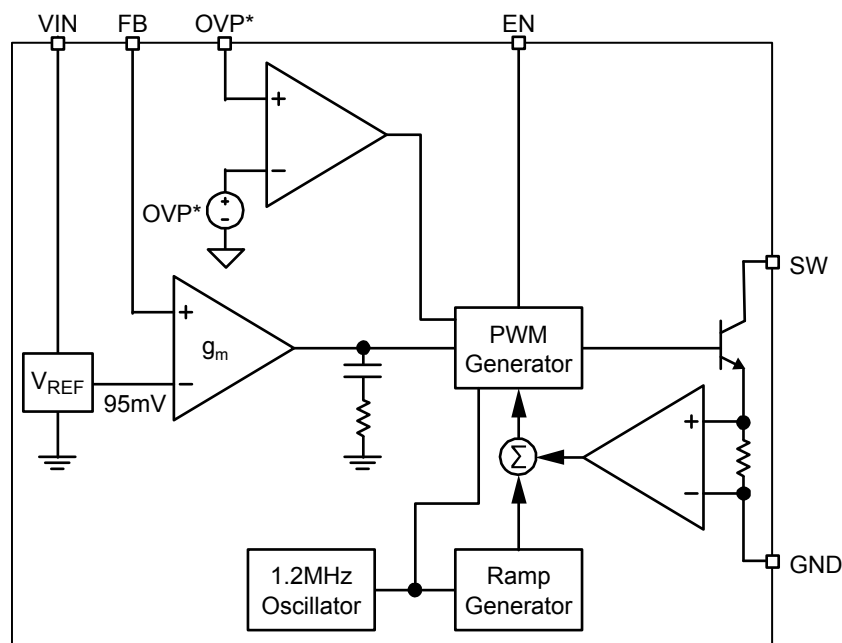 VIN FB OVP* EN
+
−
OVP*
+
−
SW
+
gm
−
VREF
95mV
PWM
Generator
+
−
Σ
GND
1.2MHz
Oscillator
Ramp
Generator